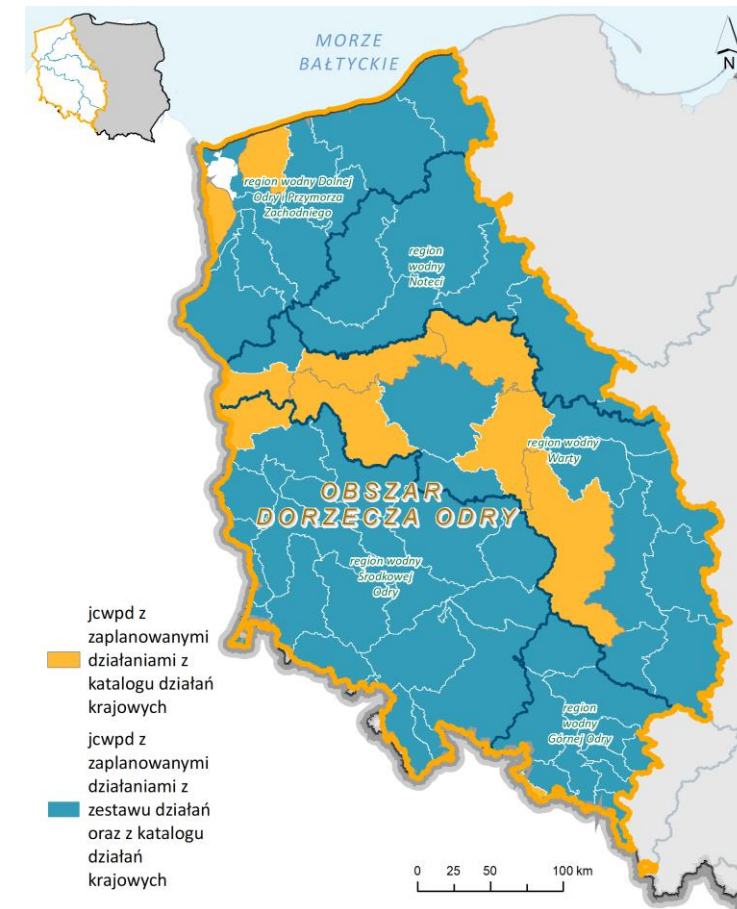 MORZE
BAŁTYCKIE
N
region wodny Dolnej
Odry i Przymorza
Zachodniego
region
wodny
Noteci
region wodny
Warty
OBSZAR
DORZECZA ODRY
region wodny
Środkowej
Odry
region
wodny
Górnej Odry
jcwpd z
zaplanowanymi
działaniami z
katalogu działań
krajowych
jcwpd z
zaplanowanymi
działaniami z
zestawu działań
oraz z katalogu
działań
krajowych
0 25 50 100 km